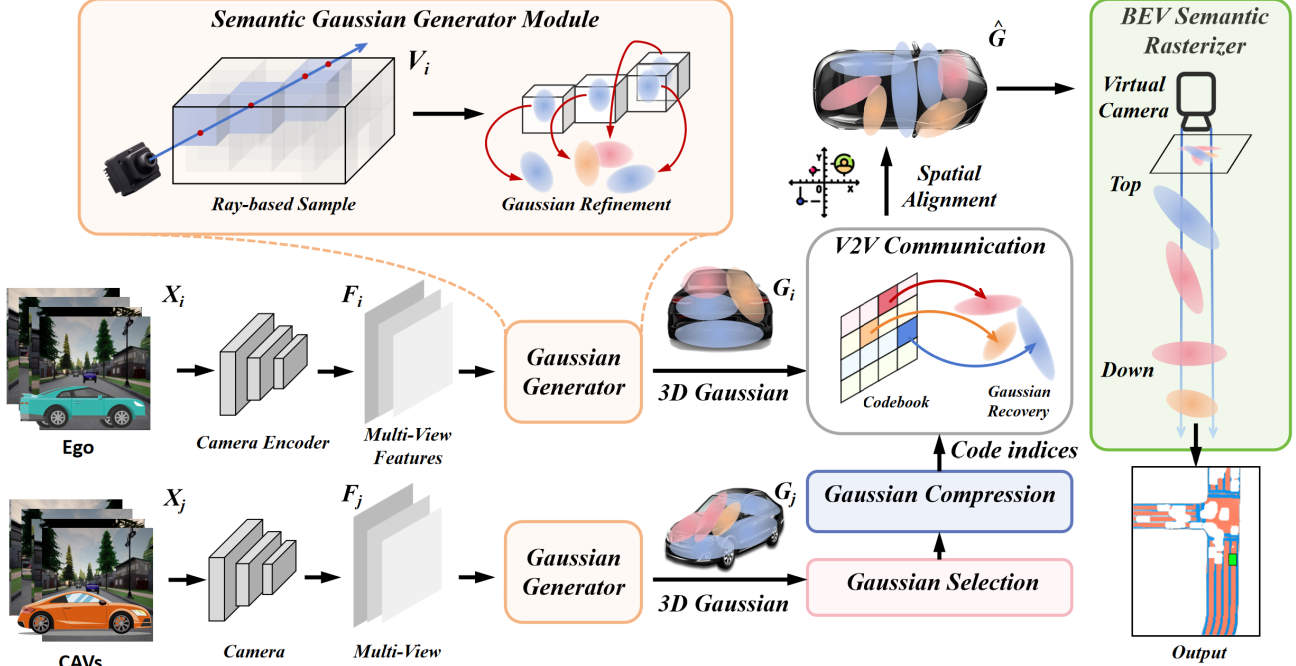 Semantic Gaussian Generator Module
V_i
Ray-based Sample
Gaussian Refinement
Ĝ
Spatial
Alignment
Y
X
0
BEV Semantic
Rasterizer
Virtual
Camera
Top
Down
X_i
F_i
Ego
Camera Encoder
Multi-View
Features
Gaussian
Generator
G_i
3D Gaussian
V2V Communication
Codebook
Gaussian
Recovery
Code indices
X_j
F_j
CAVs
Camera
Multi-View
Gaussian
Generator
G_j
3D Gaussian
Gaussian Compression
Gaussian Selection
Output